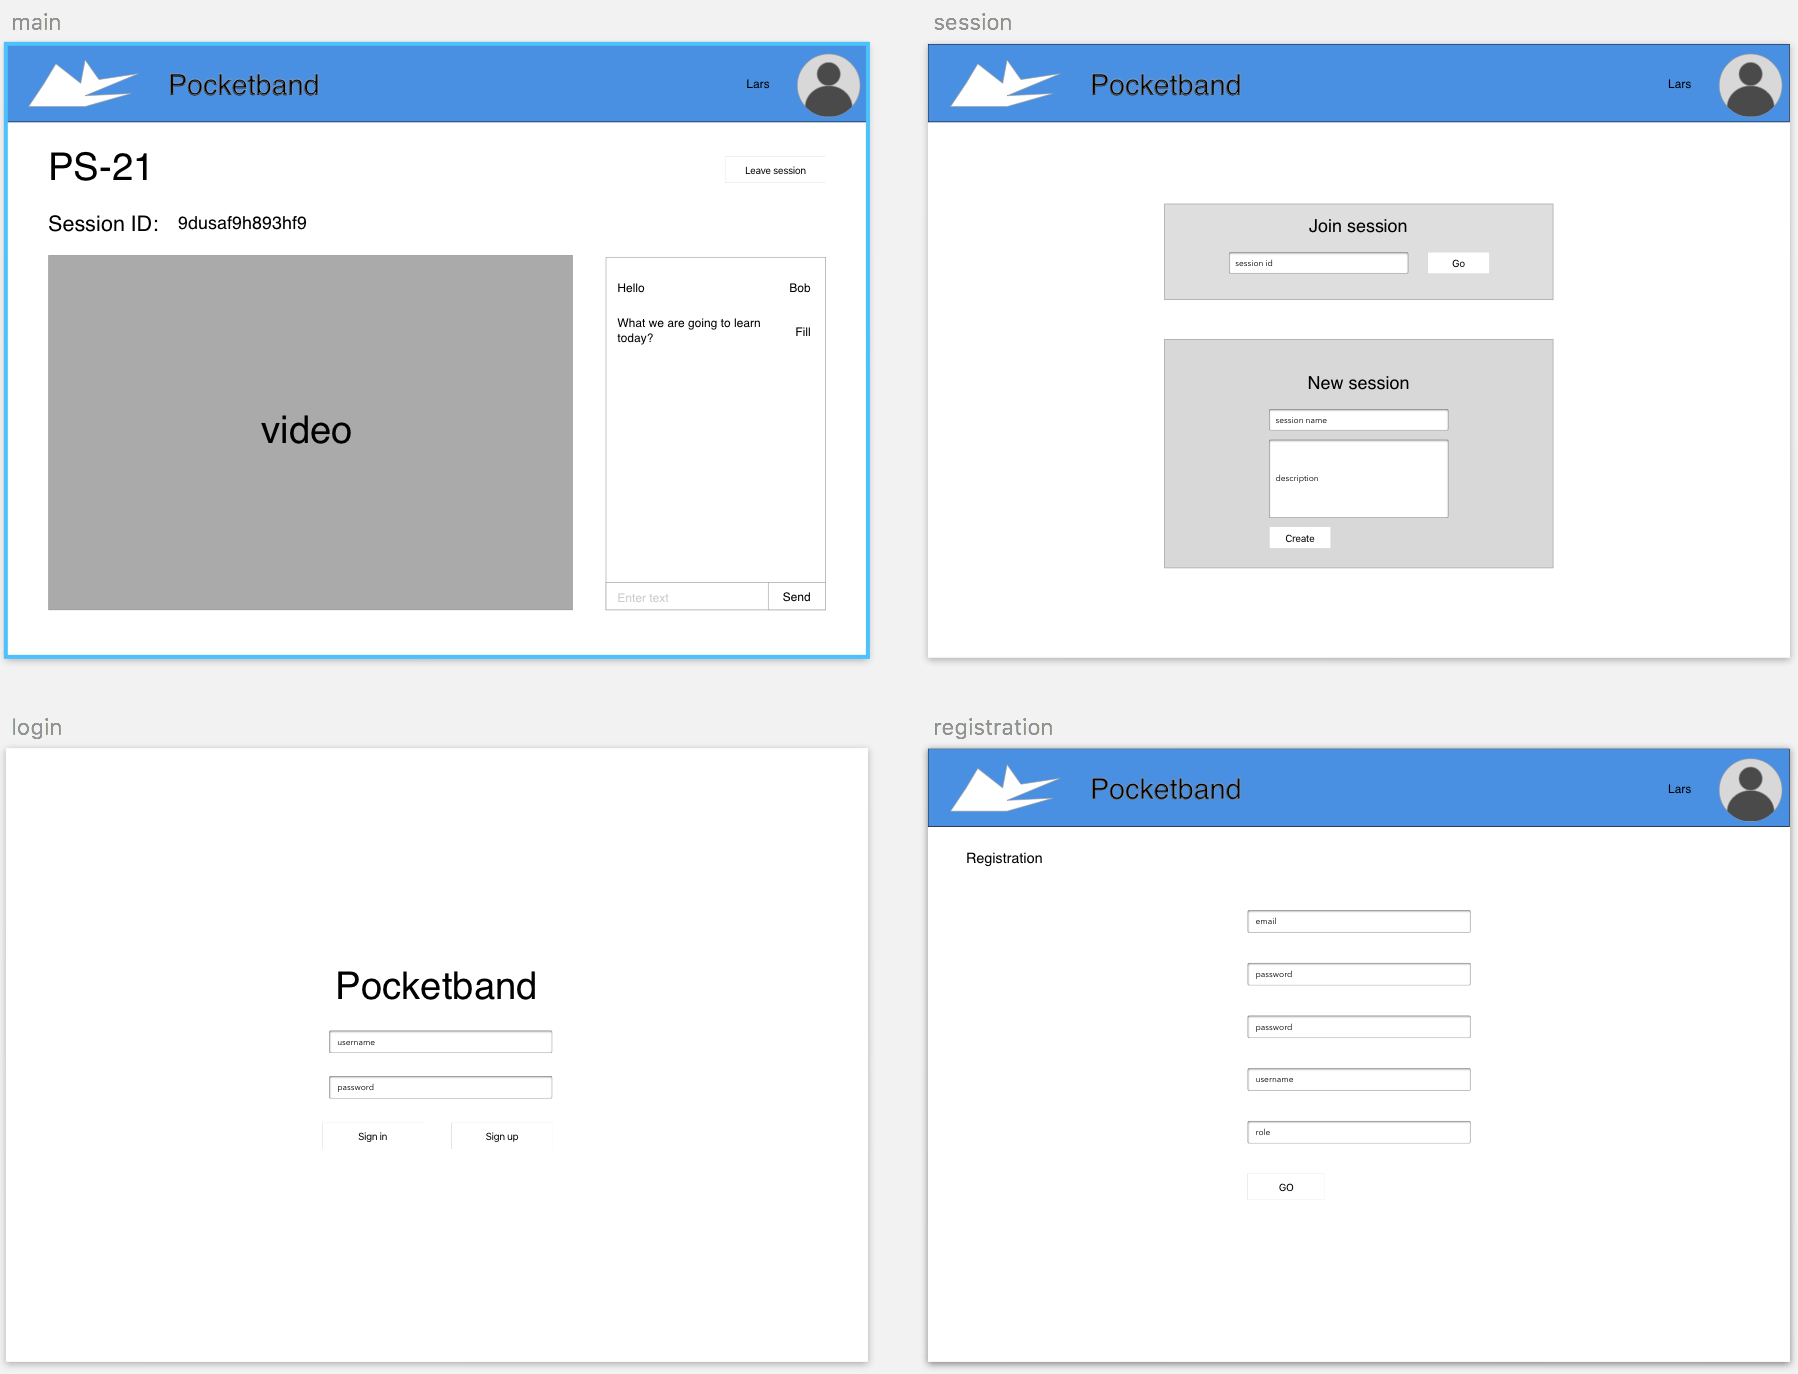 main
Pocketband
Lars
PS-21
Leave session
Session ID: 9dusaf9h893hf9
video
Hello Bob
What we are going to learn
today?
Fill
Enter text
Send
session
Pocketband
Lars
Join session
session id
Go
New session
session name
description
Create
login
Pocketband
username
password
Sign in
Sign up
registration
Pocketband
Lars
Registration
email
password
password
username
role
GO